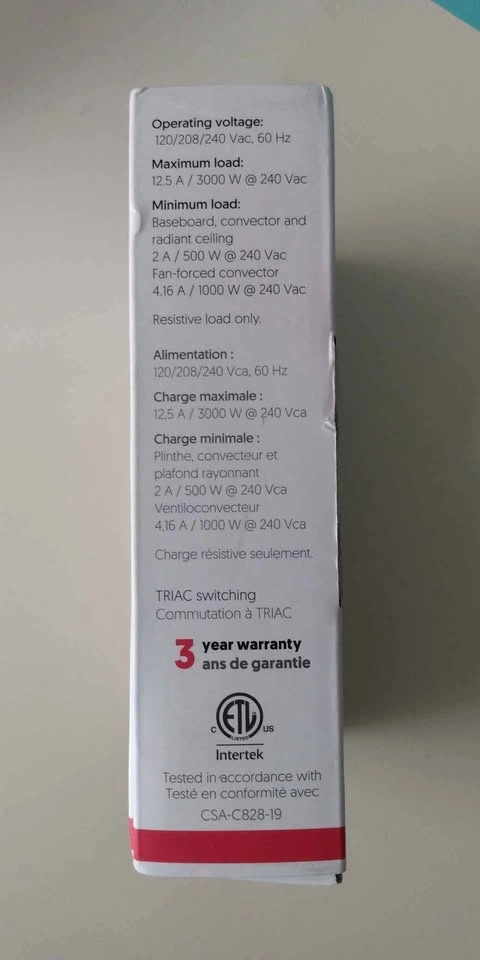 Operating voltage:
120/208/240 Vac, 60 Hz
Maximum load:
12.5 A / 3000 W @ 240 Vac
Minimum load:
Baseboard, convector and
radiant ceiling
2 A / 500 W @ 240 Vac
Fan-forced convector
4.16 A / 1000 W @ 240 Vac
Resistive load only.
Alimentation :
120/208/240 Vca, 60 Hz
Charge maximale :
12,5 A / 3000 W @ 240 Vca
Charge minimale :
Plinthe, convecteur et
plafond rayonnant
2 A / 500 W @ 240 Vca
Ventiloconvecteur
4,16 A / 1000 W @ 240 Vca
Charge résistive seulement.
TRIAC switching
Commutation à TRIAC
3 year warranty
ans de garantie
C ETL US
LISTED
Intertek
Tested in accordance with
Testé en conformité avec
CSA-C828-19